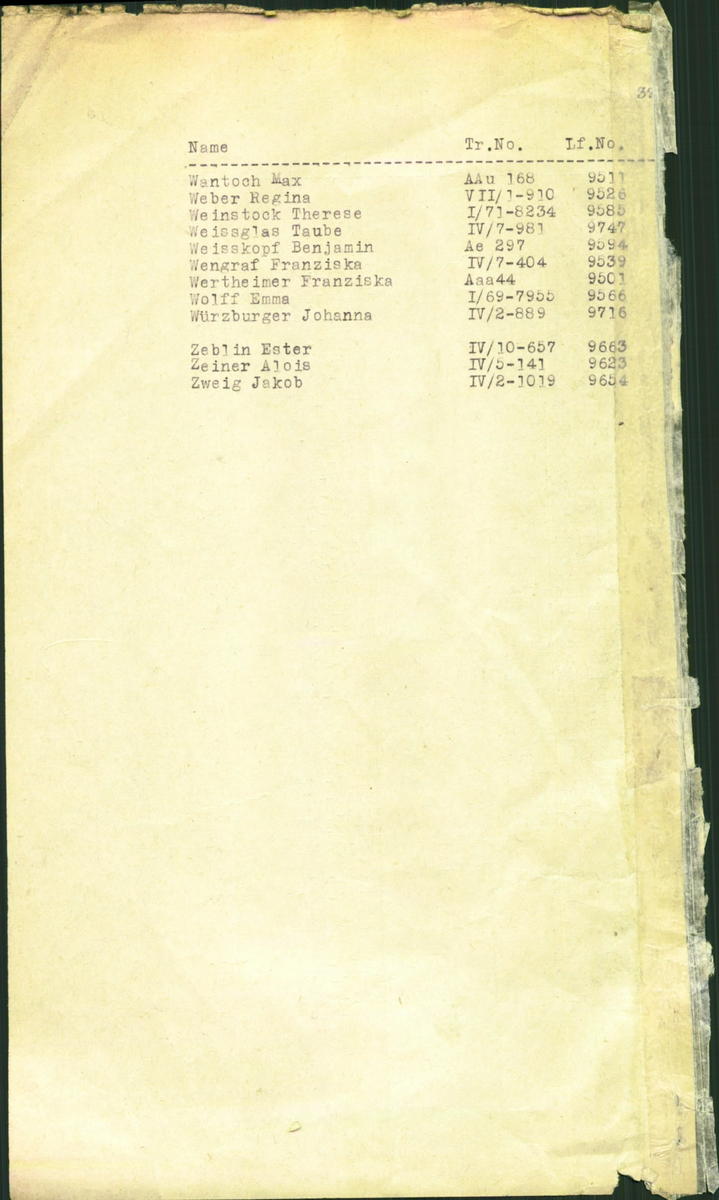 Name Tr.No. Lf.No.
Wantoch Max AAu 168 9511
Weber Regina VII/1-910 9526
Weinstock Therese I/71-8234 9585
Weissglas Taube IV/7-981 9747
Weisskopf Benjamin Ae 297 9594
Wengraf Franziska IV/7-404 9539
Wertheimer Franziska Aaa44 9501
Wolff Emma I/69-7955 9566
Würzburger Johanna IV/2-889 9716
Zeblin Ester IV/10-657 9663
Zeiner Alois IV/5-141 9623
Zweig Jakob IV/2-1019 9654